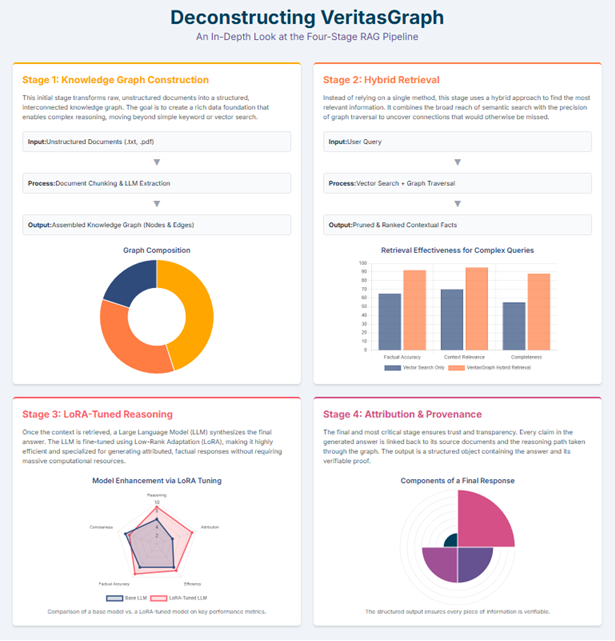 Deconstructing VeritasGraph
An In-Depth Look at the Four-Stage RAG Pipeline
Stage 1: Knowledge Graph Construction
This initial stage transforms raw, unstructured documents into a structured,
interconnected knowledge graph. The goal is to create a rich data foundation that
enables complex reasoning, moving beyond simple keyword or vector search.
Input:Unstructured Documents (.txt, .pdf)
Process:Document Chunking & LLM Extraction
Output:Assembled Knowledge Graph (Nodes & Edges)
Graph Composition
Stage 2: Hybrid Retrieval
Instead of relying on a single method, this stage uses a hybrid approach to find the most
relevant information. It combines the broad reach of semantic search with the precision
of graph traversal to uncover connections that would otherwise be missed.
Input:User Query
Process:Vector Search + Graph Traversal
Output:Pruned & Ranked Contextual Facts
Retrieval Effectiveness for Complex Queries
100
90
80
70
60
50
40
30
20
10
0
Factual Accuracy
Context Relevance
Completeness
Vector Search Only
VeritasGraph Hybrid Retrieval
Stage 3: LoRA-Tuned Reasoning
Once the context is retrieved, a Large Language Model (LLM) synthesizes the final
answer. The LLM is fine-tuned using Low-Rank Adaptation (LoRA), making it highly
efficient and specialized for generating attributed, factual responses without requiring
massive computational resources.
Model Enhancement via LoRA Tuning
Reasoning
10
8
6
4
2
Conciseness
Attribution
Factual Accuracy
Efficiency
Base LLM
LoRA-Tuned LLM
Comparison of a base model vs. a LoRA-tuned model on key performance metrics.
Stage 4: Attribution & Provenance
The final and most critical stage ensures trust and transparency. Every claim in the
generated answer is linked back to its source documents and the reasoning path taken
through the graph. The output is a structured object containing the answer and its
verifiable proof.
Components of a Final Response
The structured output ensures every piece of information is verifiable.